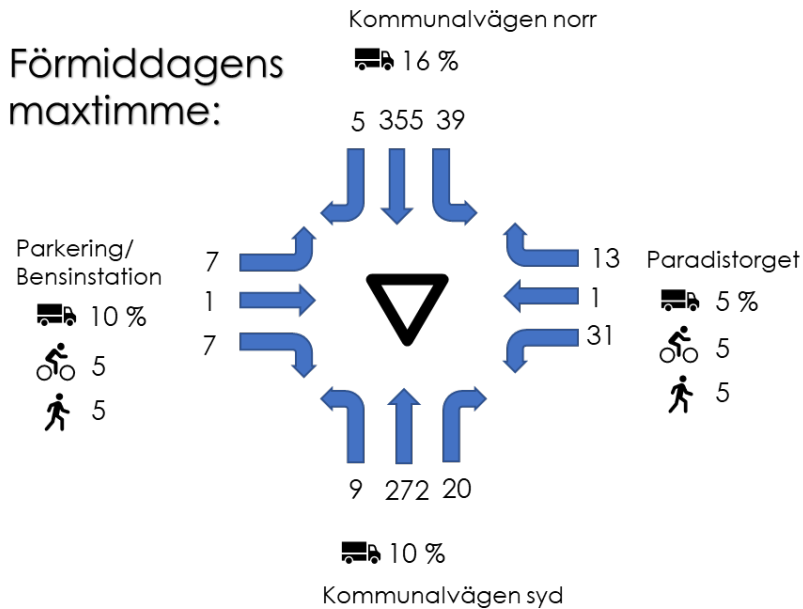 Kommunalvägen norr
16 %
Förmiddagens
maxtimme:
5 355 39
Parkering/
Bensinstation
10 %
5
5
7
1
7
13
1
31
Paradistorget
5 %
5
5
9 272 20
10 %
Kommunalvägen syd